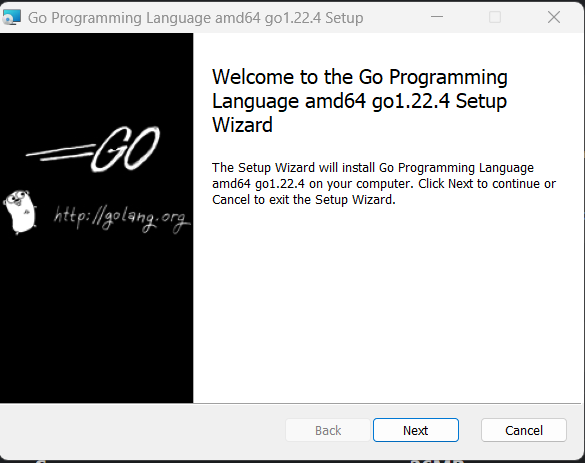 Go Programming Language amd64 go1.22.4 Setup
Welcome to the Go Programming
Language amd64 go1.22.4 Setup
Wizard
The Setup Wizard will install Go Programming Language
amd64 go1.22.4 on your computer. Click Next to continue or
Cancel to exit the Setup Wizard.
GO
http://golang.org
Back
Next
Cancel